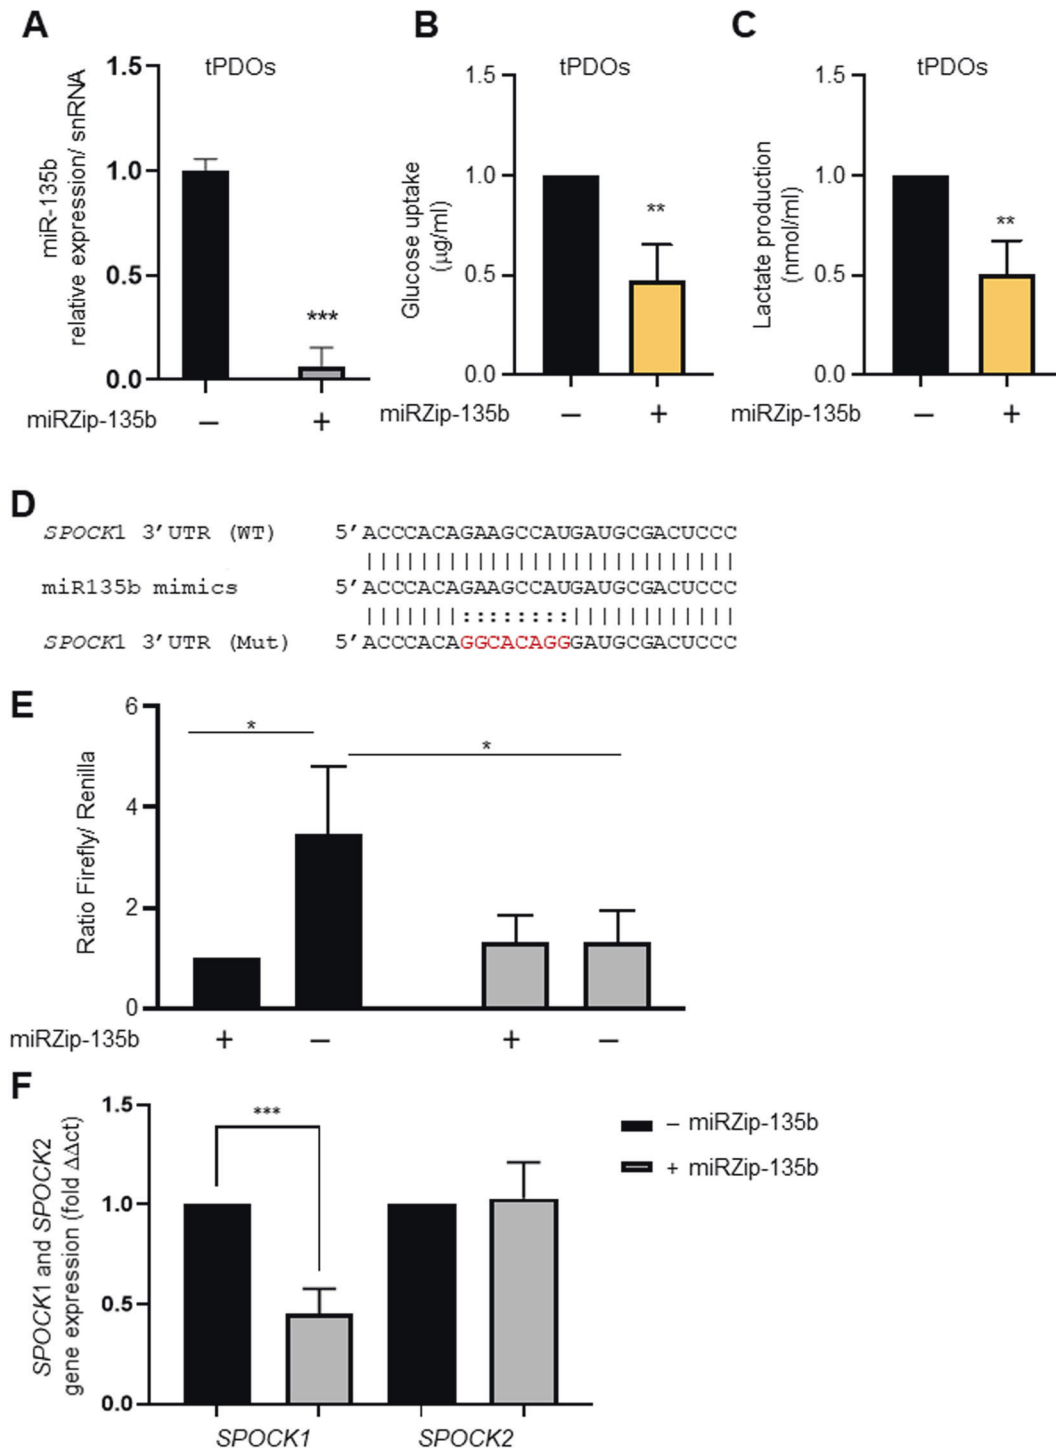 A
tPDOs
miR-135b
relative expression/ snRNA
1.5
1.0
0.5
0.0
***
miRZip-135b
– +
B
tPDOs
Glucose uptake
(µg/ml)
1.5
1.0
0.5
0.0
**
miRZip-135b
– +
C
tPDOs
Lactate production
(nmol/ml)
1.5
1.0
0.5
0.0
**
miRZip-135b
– +
D
SPOCK1 3′UTR (WT) 5′ACCCACAGAAGCCAUGAUGCGACUCCC
||||||||||||||||||||||||||||
miR135b mimics 5′ACCCACAGAAGCCAUGAUGCGACUCCC
|||||||::::::::||||||||||||
SPOCK1 3′UTR (Mut) 5′ACCCACAGGCACAGGGAUGCGACUCCC
E
Ratio Firefly/ Renilla
6
4
2
0
*
*
miRZip-135b + – + –
F
SPOCK1 and SPOCK2
gene expression (fold ΔΔct)
1.5
1.0
0.5
0.0
***
SPOCK1 SPOCK2
– miRZip-135b
+ miRZip-135b